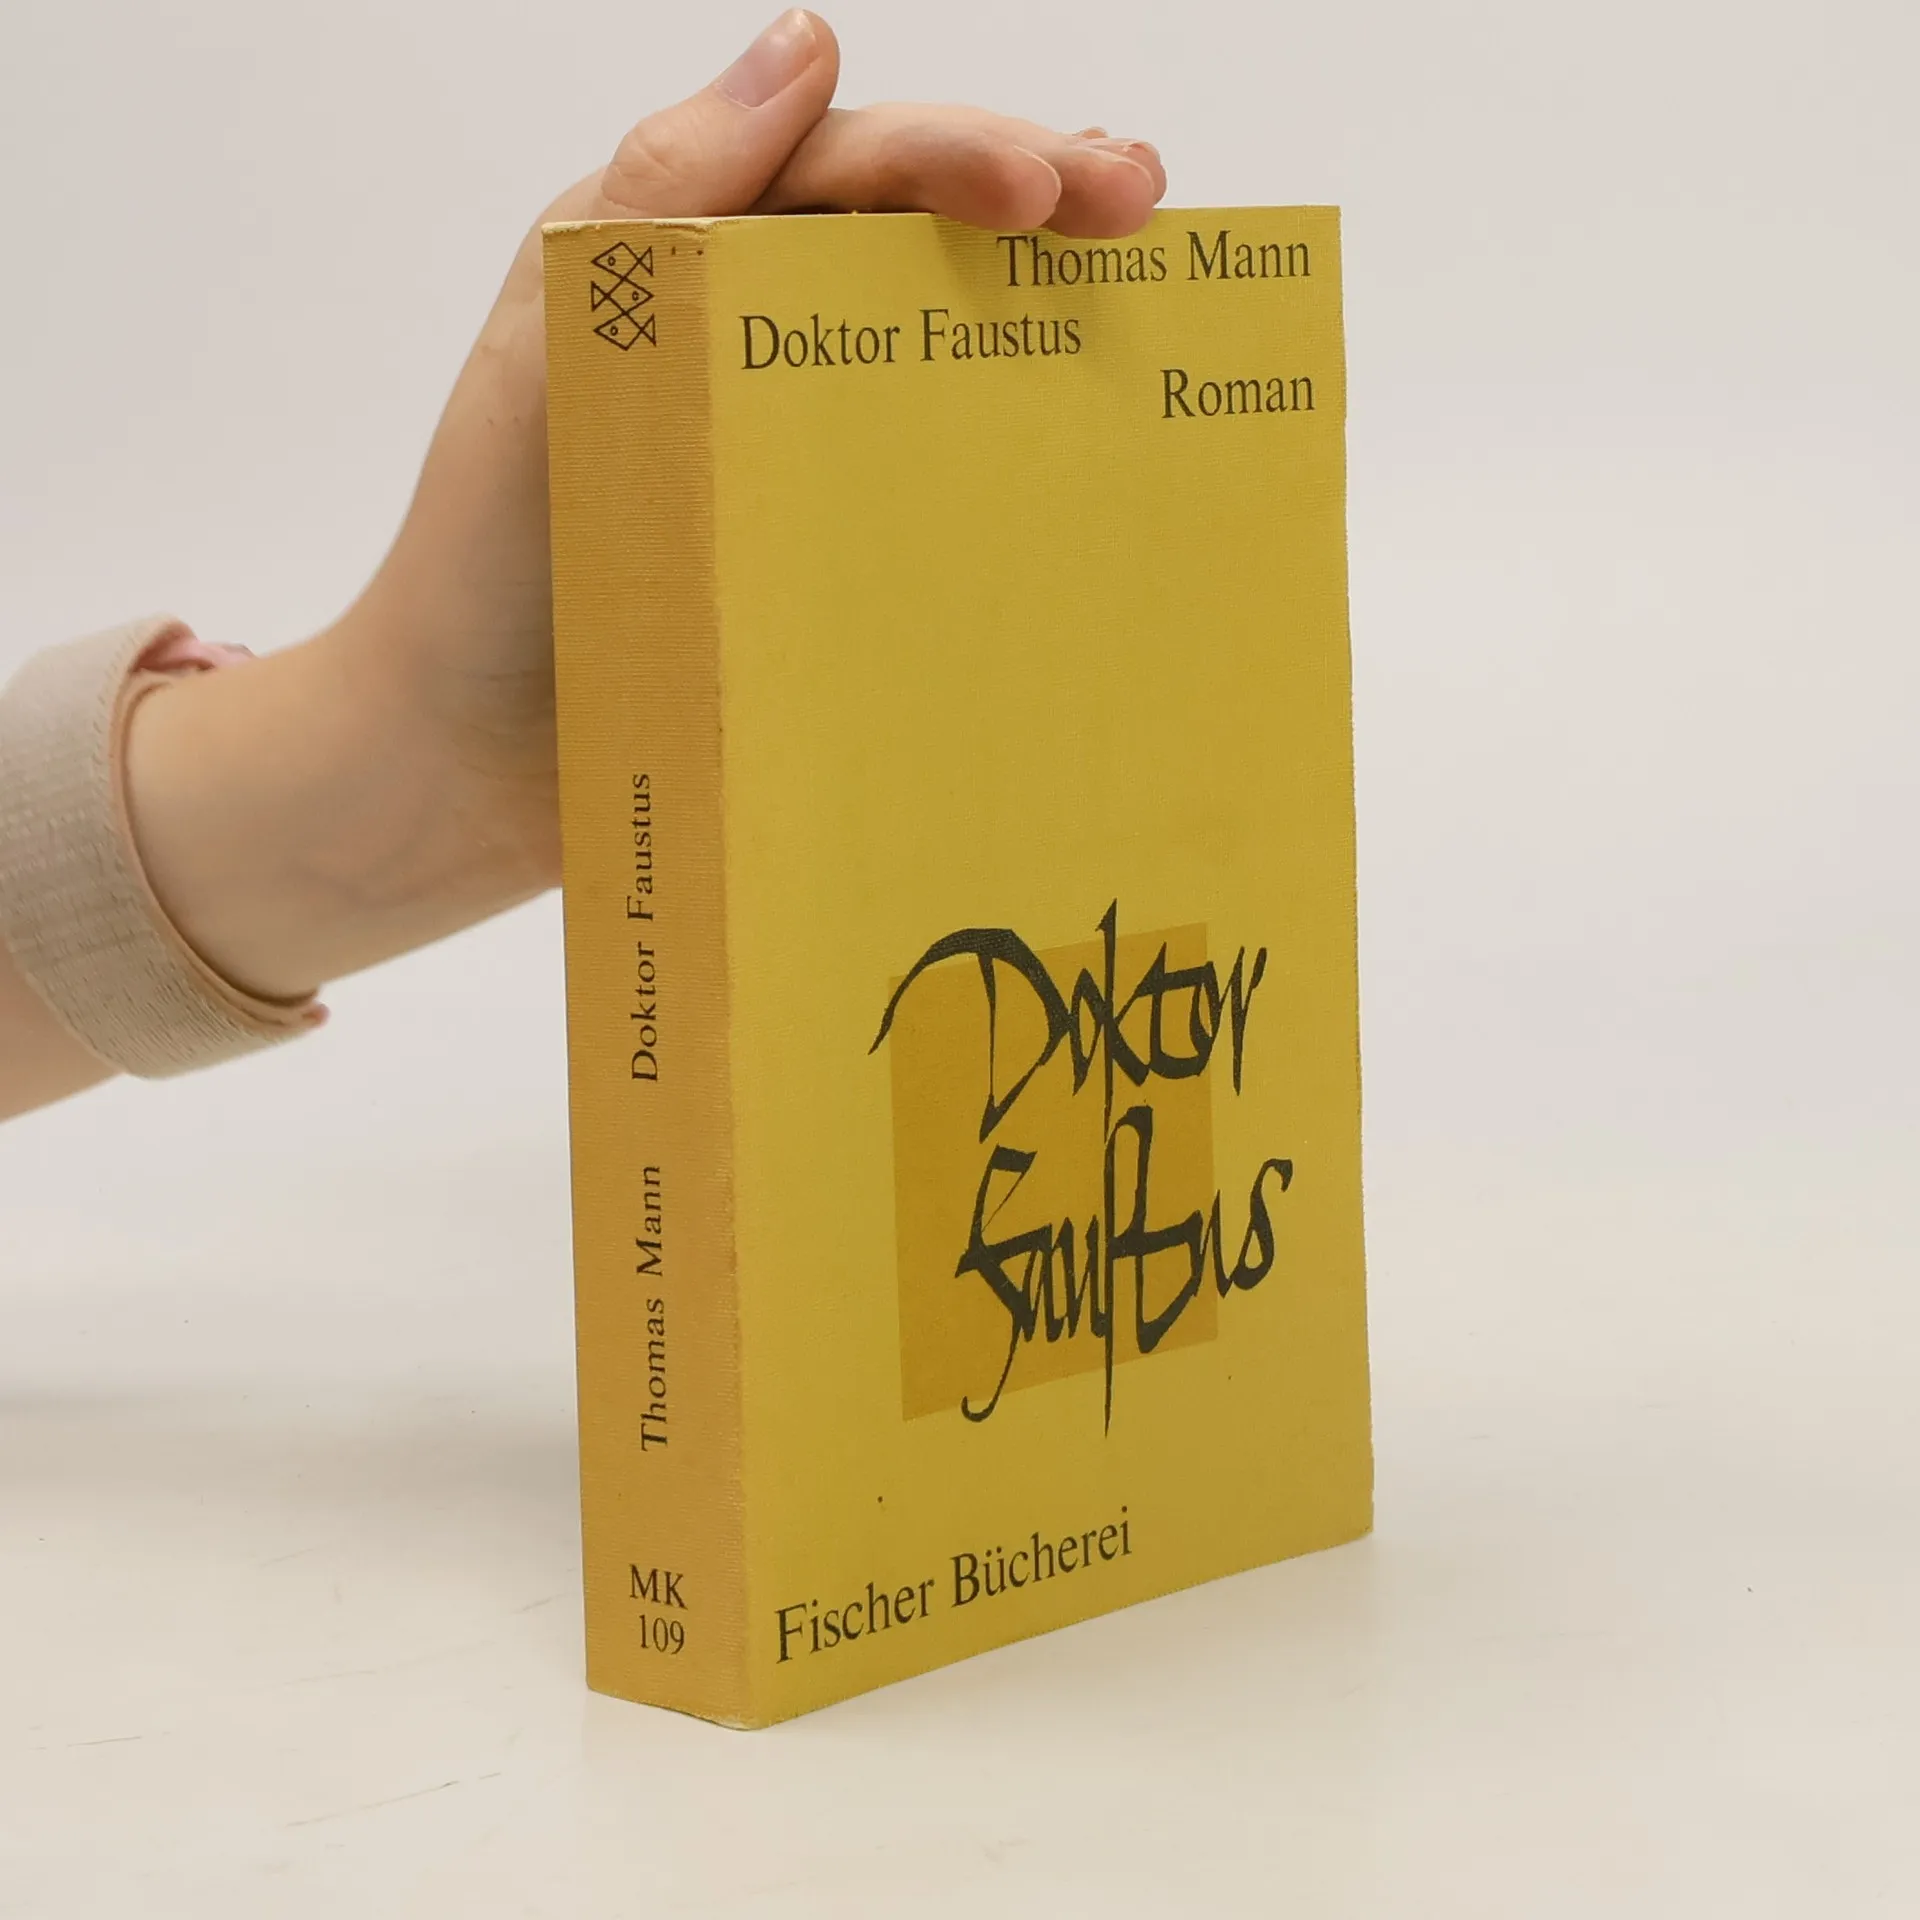 Thomas Mann
Doktor Faustus
Roman
Doktor
Fauſtus
Fischer Bücherei
Thomas Mann Doktor Faustus
MK
109